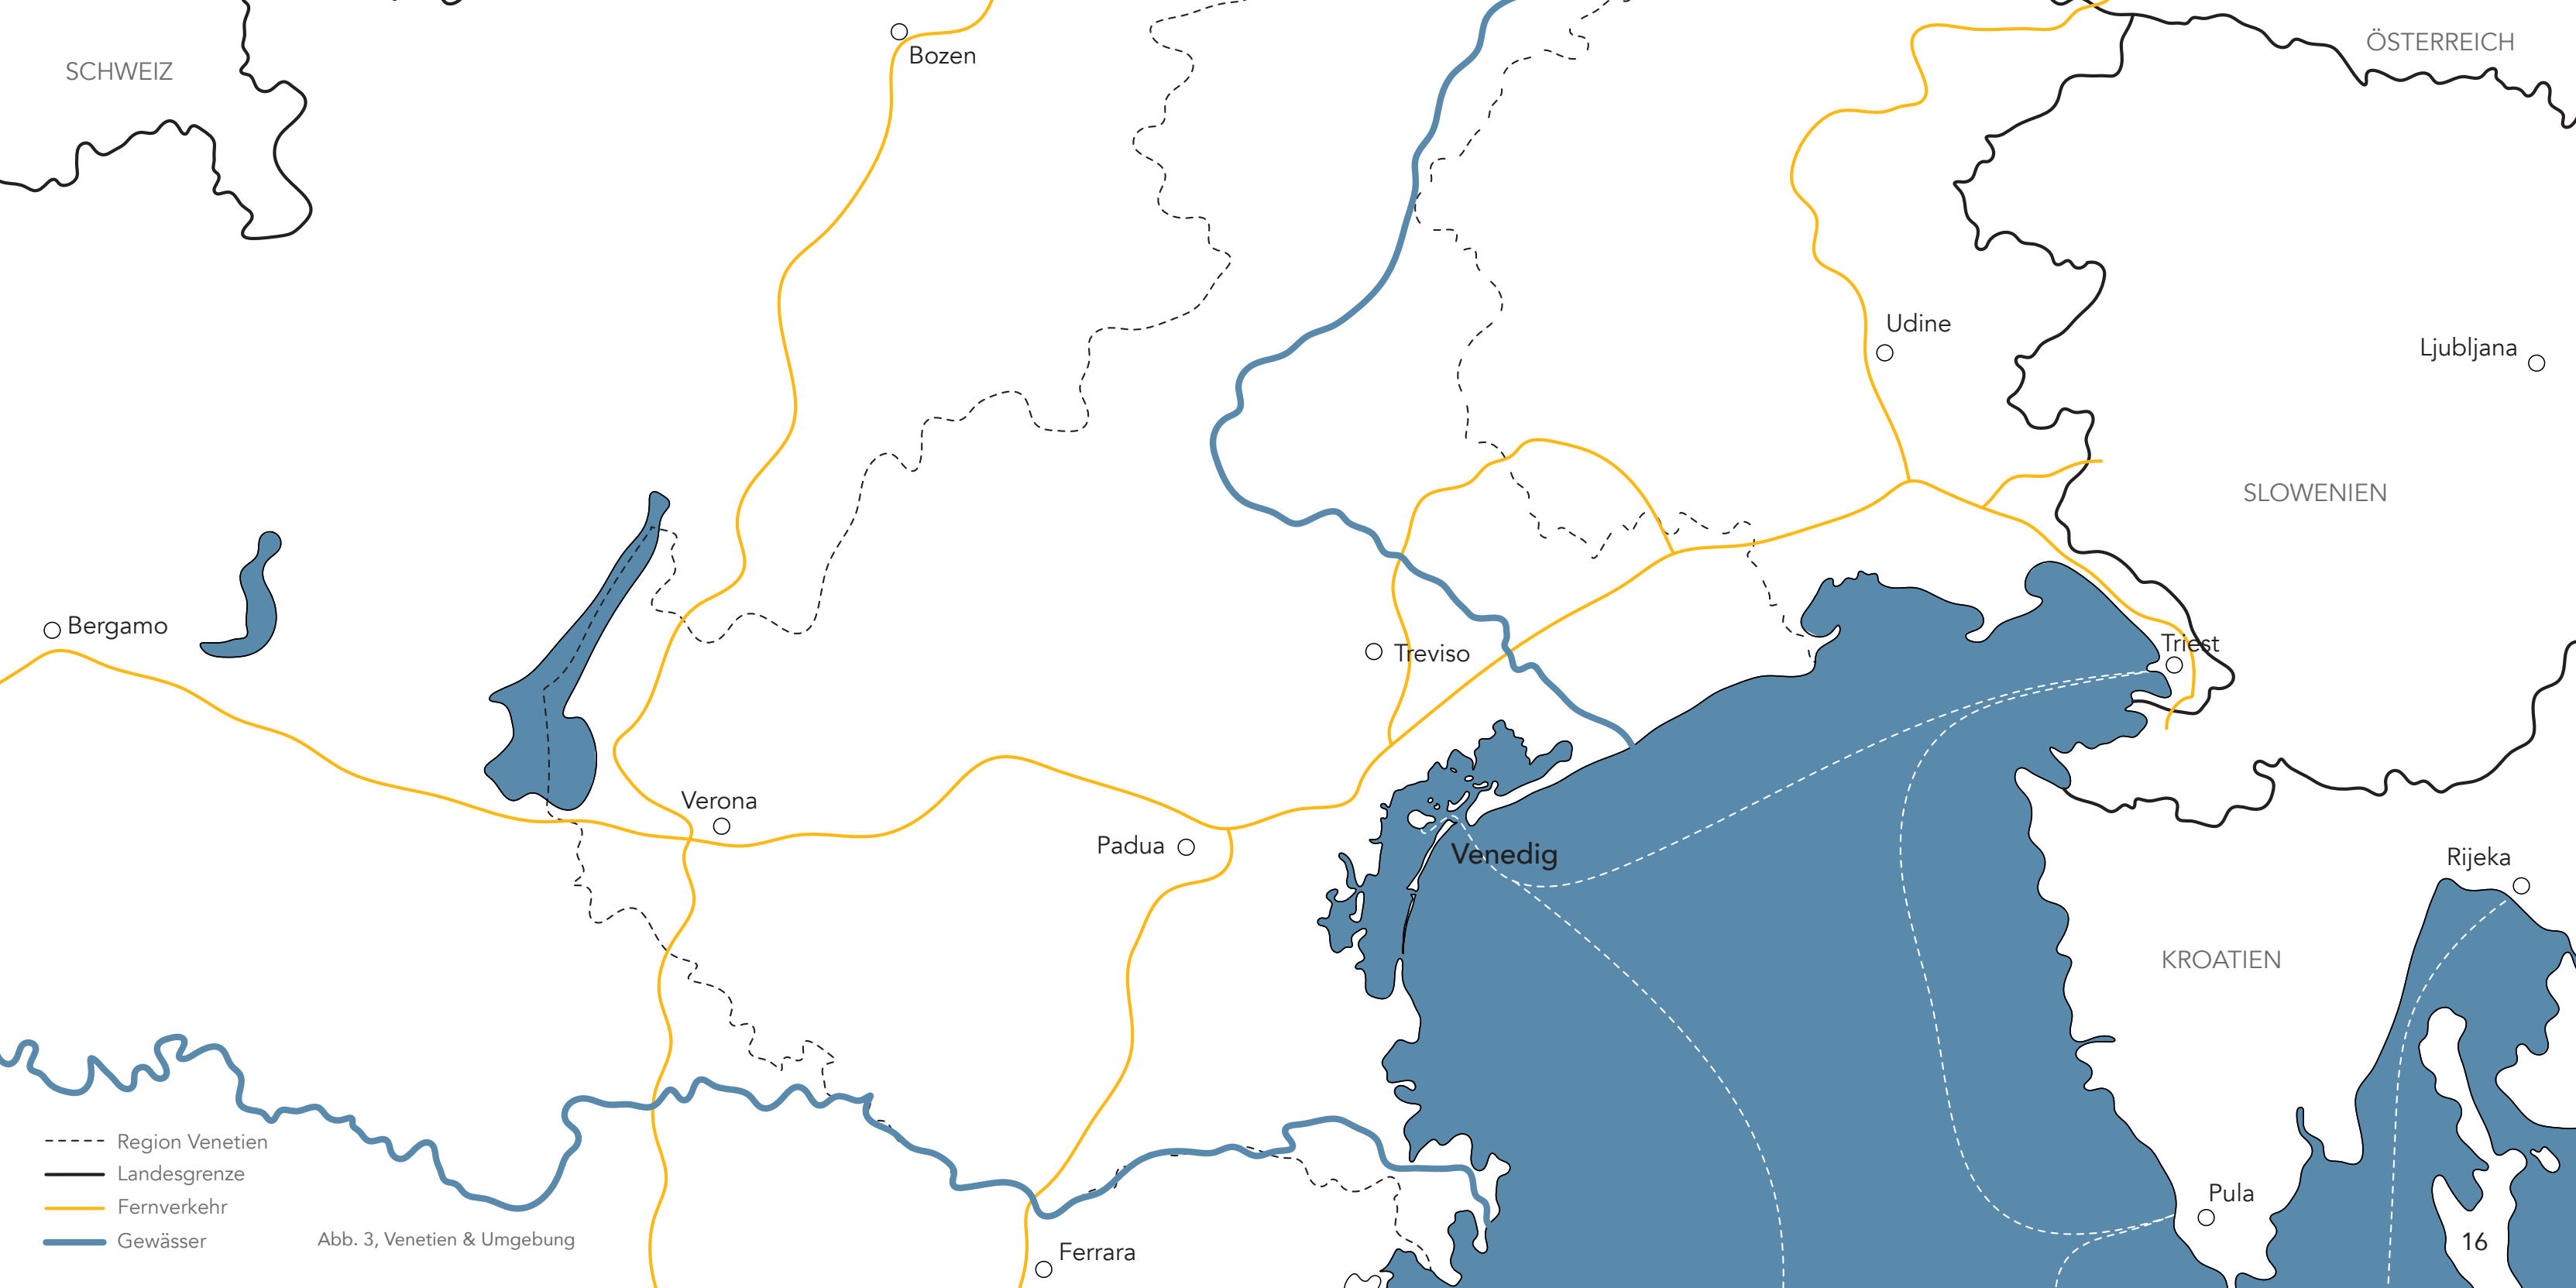 ÖSTERREICH
Bozen
SCHWEIZ
Udine
Ljubljana
SLOWENIEN
Bergamo
Triest
Treviso
Verona
Padua
Venedig
Rijeka
KROATIEN
Region Venetien
Landesgrenze
Fernverkehr
Gewässer
Abb. 3, Venetien & Umgebung
Pula
Ferrara
16